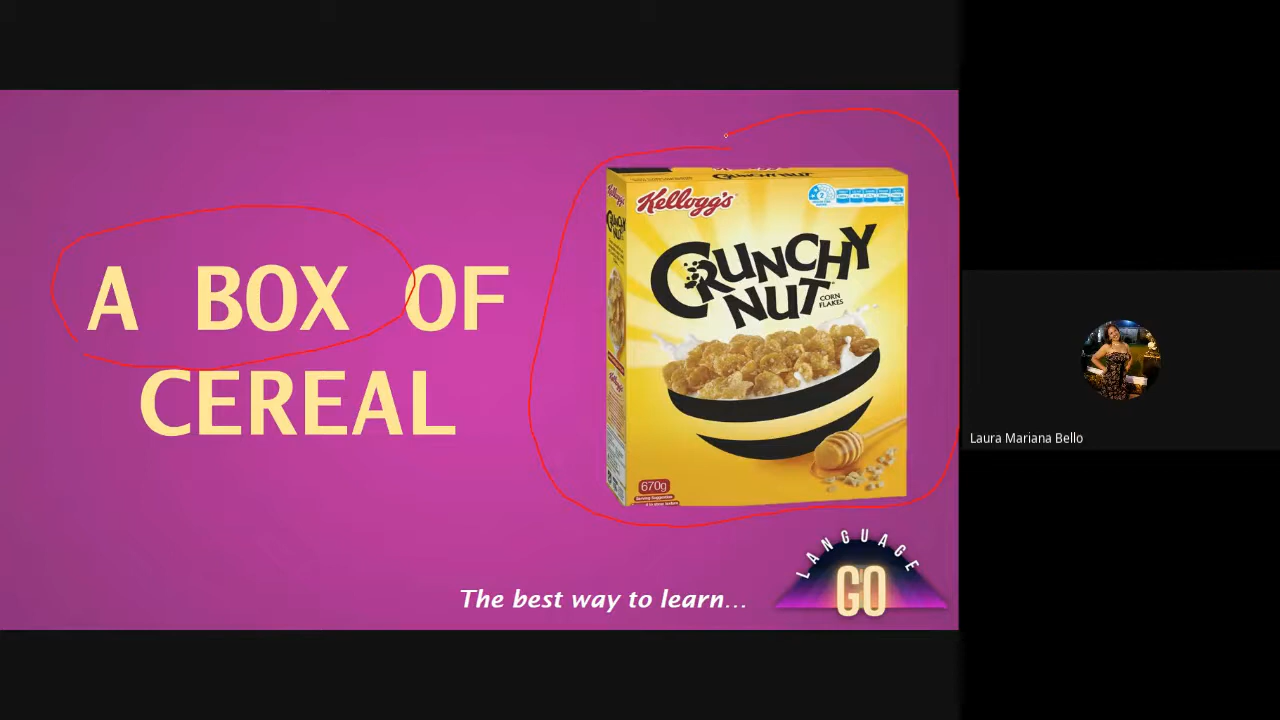 A BOX OF
CEREAL
Kellogg's
CRUNCHY
NUT
CORN
FLAKES
670g
The best way to learn...
LANGUAGE
GO
Laura Mariana Bello